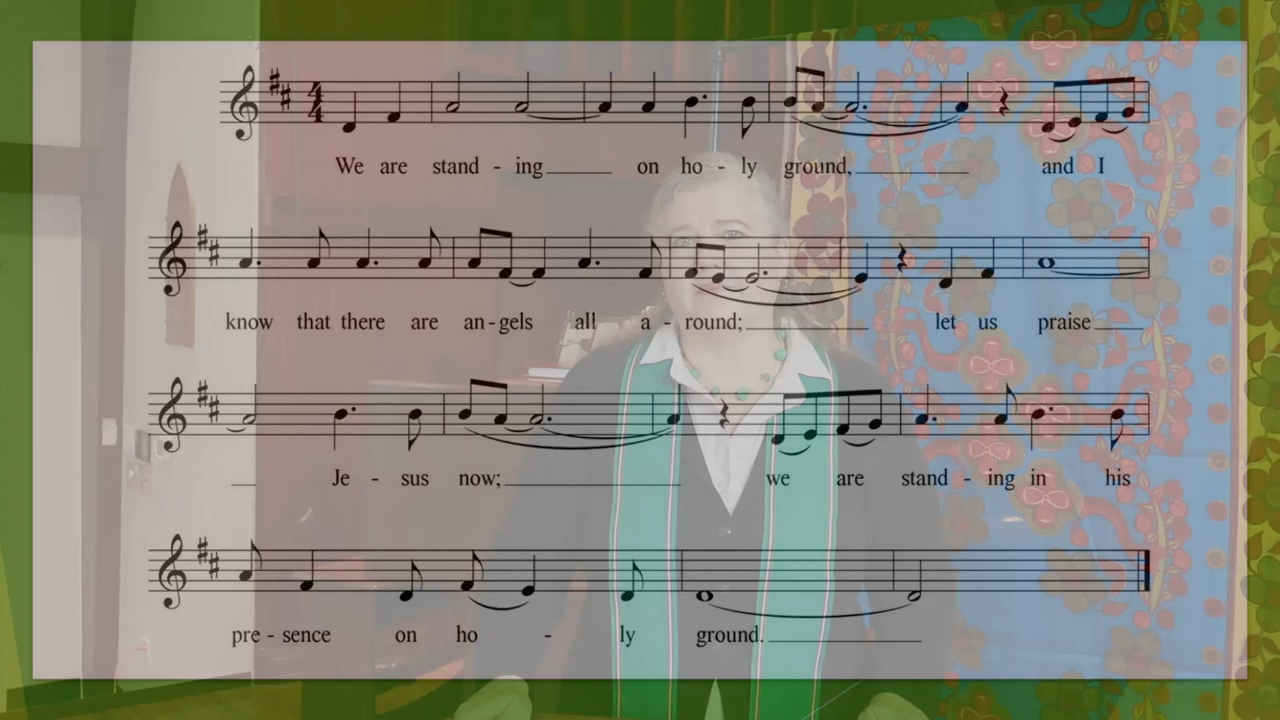 We are stand - ing on ho - ly ground, and I
know that there are an - gels all a - round; let us praise
Je - sus now; we are stand - ing in his
pre - sence on ho - ly ground.